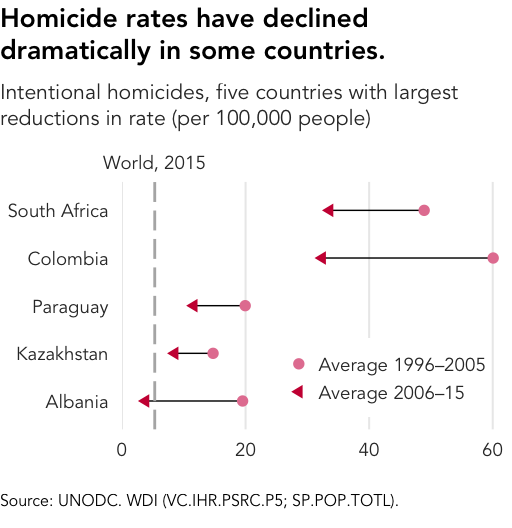 Homicide rates have declined
dramatically in some countries.
Intentional homicides, five countries with largest
reductions in rate (per 100,000 people)
World, 2015
South Africa
Colombia
Paraguay
Kazakhstan
Albania
Average 1996–2005
Average 2006–15
0 20 40 60
Source: UNODC. WDI (VC.IHR.PSRC.P5; SP.POP.TOTL).